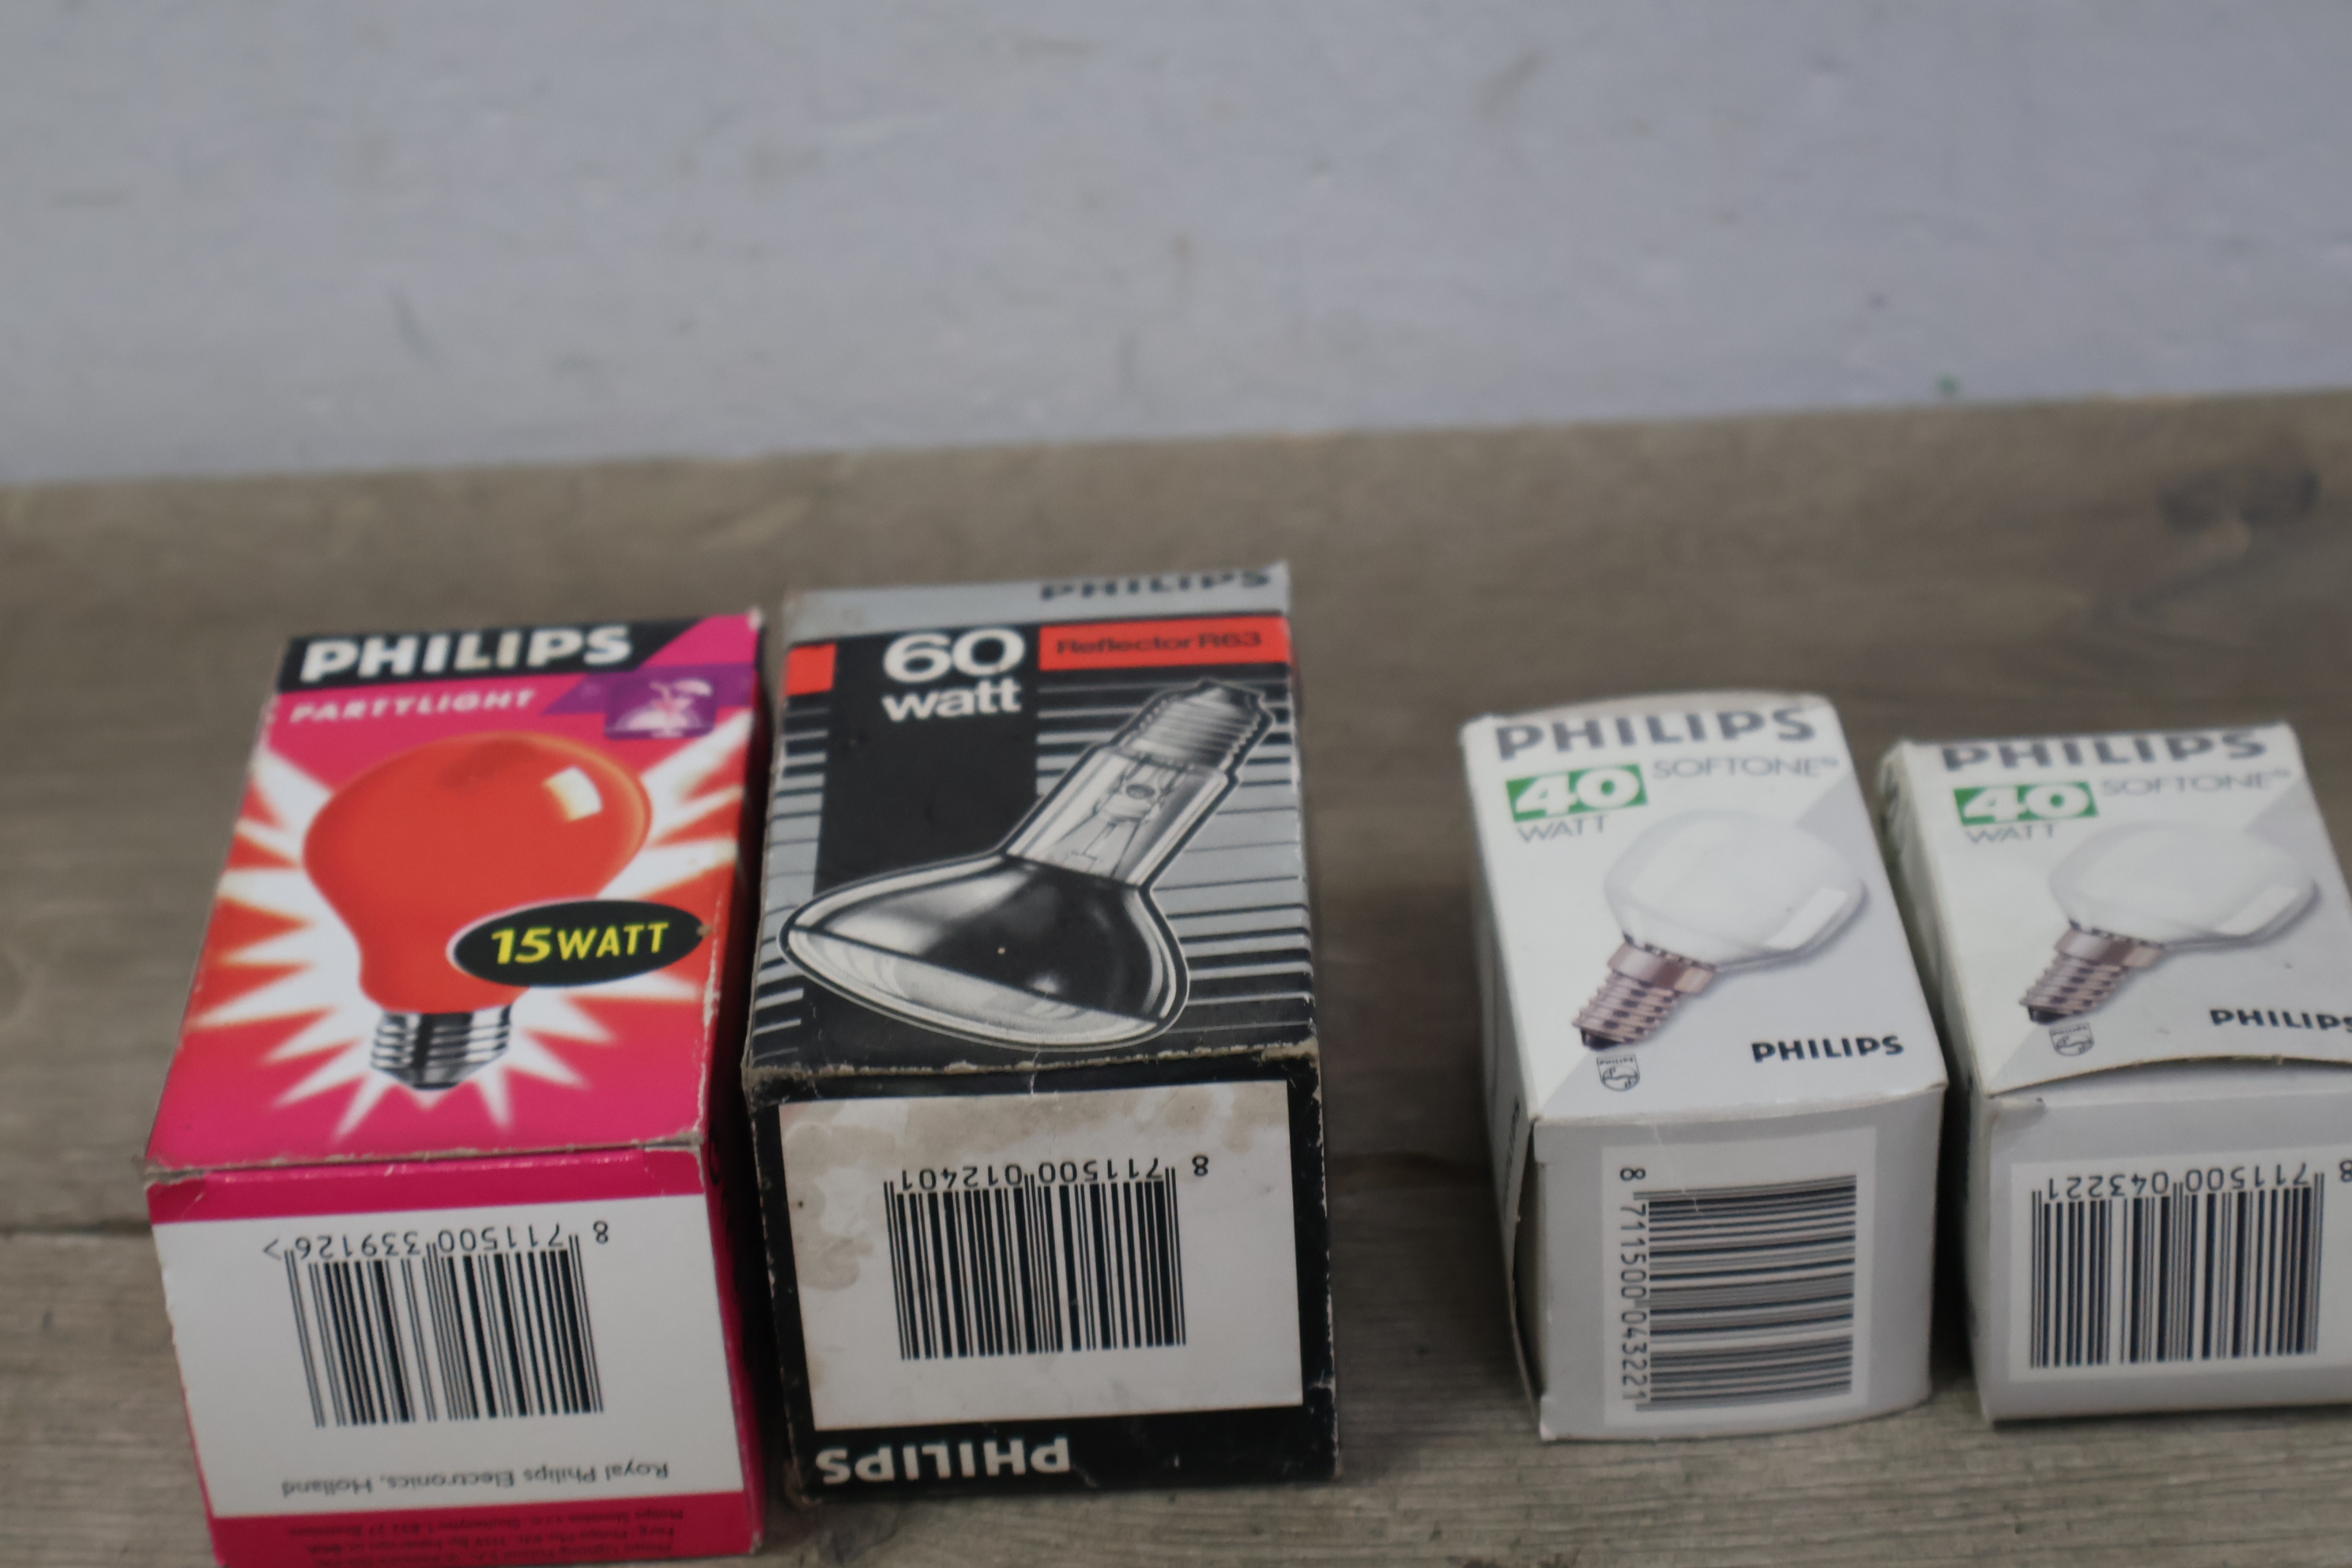 PHILIPS
PARTYLIGHT
15WATT
8 711500 339126 >
Royal Philips Electronics, Holland
PHILIPS
60
watt
Reflector R63
8 711500 012401
PHILIPS
PHILIPS
40 SOFTONE®
WATT
PHILIPS
8 711500 043221
PHILIPS
40 SOFTONE®
WATT
PHILIPS
8 711500 043221